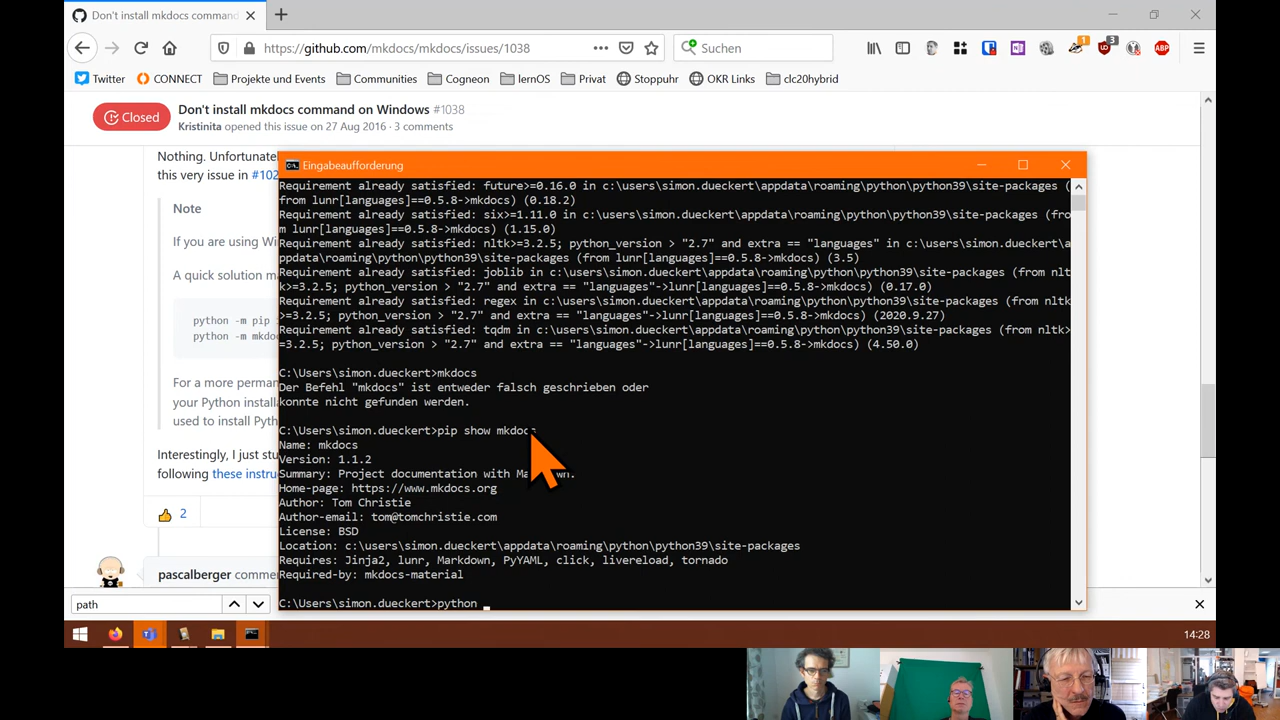 Don't install mkdocs command
https://github.com/mkdocs/mkdocs/issues/1038
Suchen
1
3
ABP
Twitter
CONNECT
Projekte und Events
Communities
Cogneon
lernOS
Privat
Stoppuhr
OKR Links
clc20hybrid
Closed
Don't install mkdocs command on Windows #1038
Kristinita opened this issue on 27 Aug 2016 · 3 comments
Nothing. Unfortunate
this very issue in #102
Note
If you are using Wi
A quick solution ma
python -m pip
python -m mkdo
For a more perman
your Python installa
used to install Pyth
Interestingly, I just stu
following these instru
2
pascalberger comme
Eingabeaufforderung
Requirement already satisfied: future>=0.16.0 in c:\users\simon.dueckert\appdata\roaming\python\python39\site-packages (
from lunr[languages]==0.5.8->mkdocs) (0.18.2)
Requirement already satisfied: six>=1.11.0 in c:\users\simon.dueckert\appdata\roaming\python\python39\site-packages (fro
m lunr[languages]==0.5.8->mkdocs) (1.15.0)
Requirement already satisfied: nltk>=3.2.5; python_version > "2.7" and extra == "languages" in c:\users\simon.dueckert\a
ppdata\roaming\python\python39\site-packages (from lunr[languages]==0.5.8->mkdocs) (3.5)
Requirement already satisfied: joblib in c:\users\simon.dueckert\appdata\roaming\python\python39\site-packages (from nlt
k>=3.2.5; python_version > "2.7" and extra == "languages"->lunr[languages]==0.5.8->mkdocs) (0.17.0)
Requirement already satisfied: regex in c:\users\simon.dueckert\appdata\roaming\python\python39\site-packages (from nltk
>=3.2.5; python_version > "2.7" and extra == "languages"->lunr[languages]==0.5.8->mkdocs) (2020.9.27)
Requirement already satisfied: tqdm in c:\users\simon.dueckert\appdata\roaming\python\python39\site-packages (from nltk>
=3.2.5; python_version > "2.7" and extra == "languages"->lunr[languages]==0.5.8->mkdocs) (4.50.0)
C:\Users\simon.dueckert>mkdocs
Der Befehl "mkdocs" ist entweder falsch geschrieben oder
konnte nicht gefunden werden.
C:\Users\simon.dueckert>pip show mkdocs
Name: mkdocs
Version: 1.1.2
Summary: Project documentation with Ma wn.
Home-page: https://www.mkdocs.org
Author: Tom Christie
Author-email: tom@tomchristie.com
License: BSD
Location: c:\users\simon.dueckert\appdata\roaming\python\python39\site-packages
Requires: Jinja2, lunr, Markdown, PyYAML, click, livereload, tornado
Required-by: mkdocs-material
C:\Users\simon.dueckert>python
path
14:28